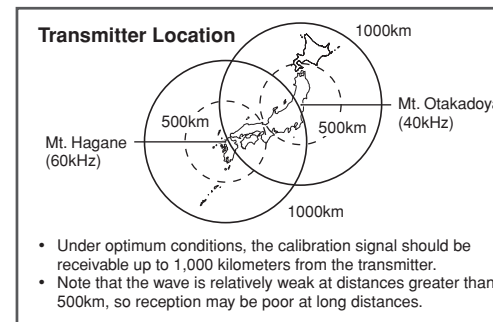 Transmitter Location
1000km
500km
Mt. Otakadoya
(40kHz)
500km
Mt. Hagane
(60kHz)
1000km
• Under optimum conditions, the calibration signal should be
receivable up to 1,000 kilometers from the transmitter.
• Note that the wave is relatively weak at distances greater than
500km, so reception may be poor at long distances.